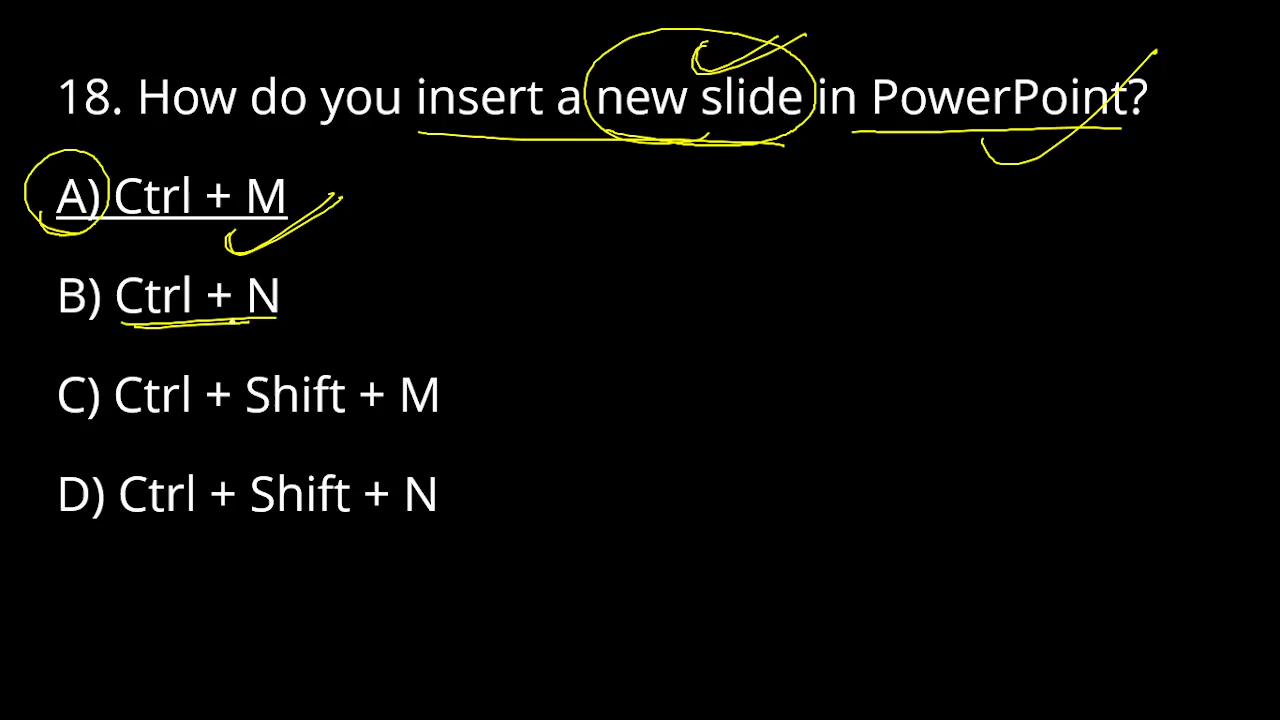 18. How do you insert a new slide in PowerPoint?
A) Ctrl + M
B) Ctrl + N
C) Ctrl + Shift + M
D) Ctrl + Shift + N